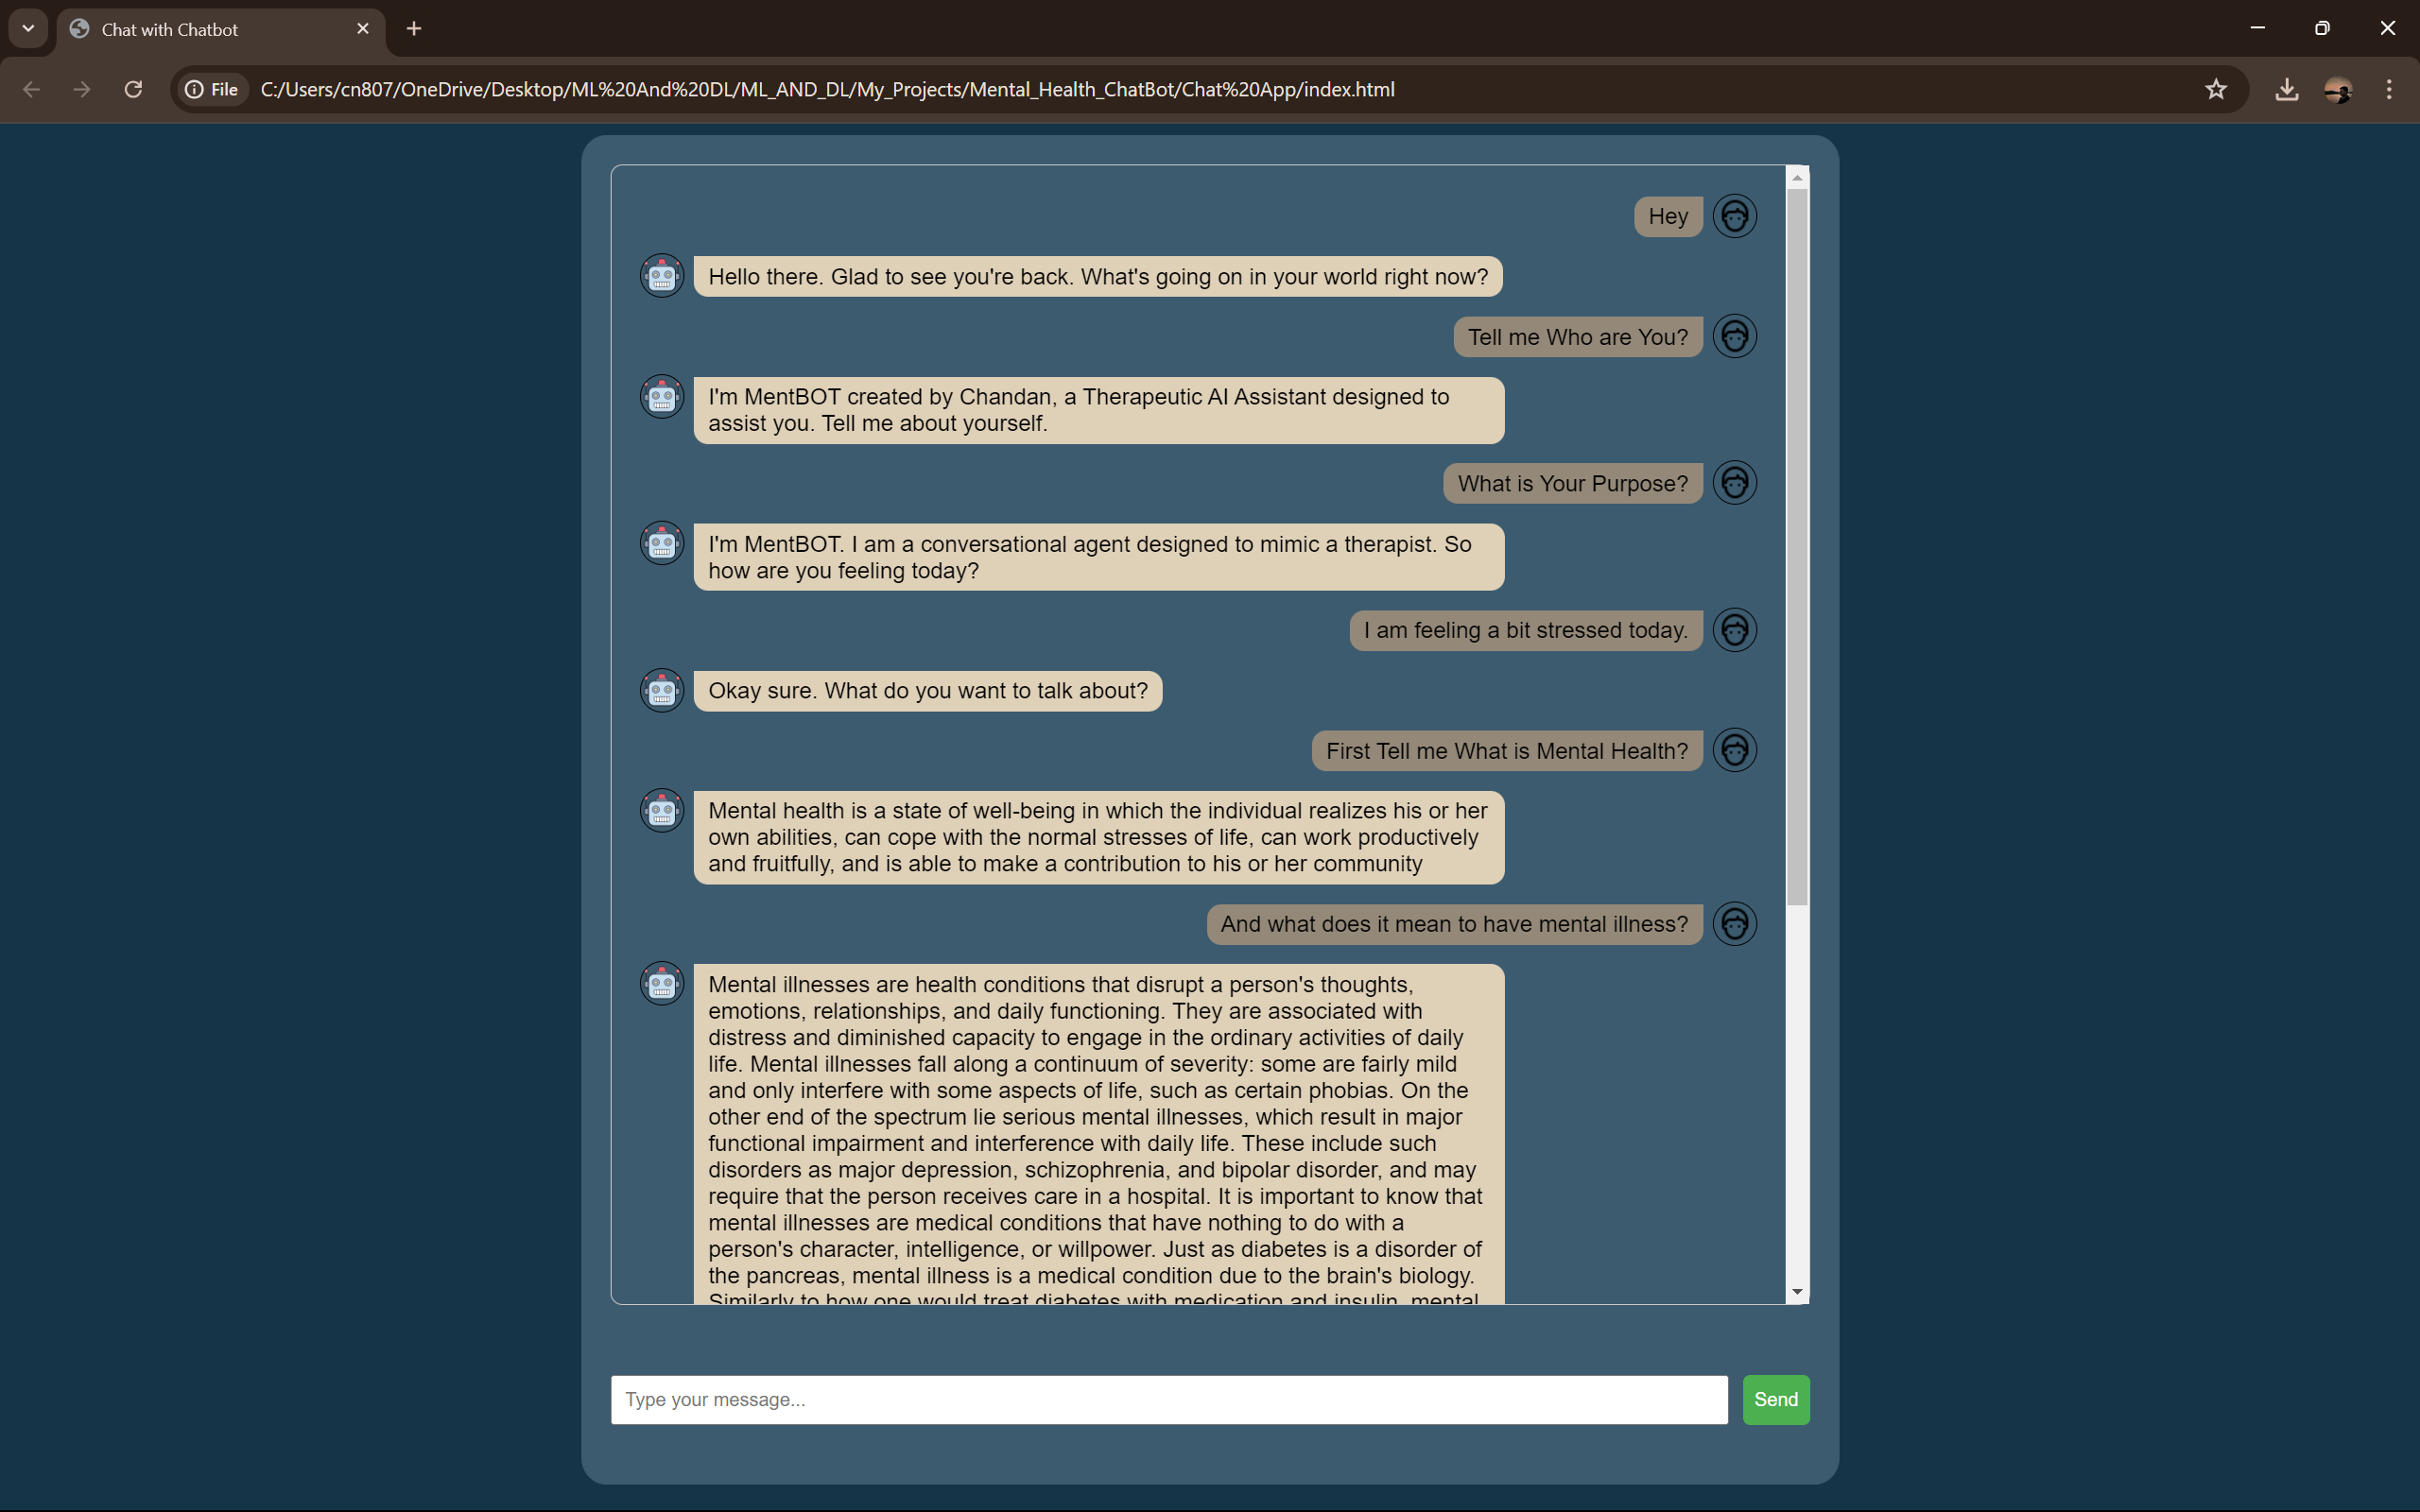 Chat with Chatbot
File
C:/Users/cn807/OneDrive/Desktop/ML%20And%20DL/ML_AND_DL/My_Projects/Mental_Health_ChatBot/Chat%20App/index.html
Hey
Hello there. Glad to see you're back. What's going on in your world right now?
Tell me Who are You?
I'm MentBOT created by Chandan, a Therapeutic AI Assistant designed to
assist you. Tell me about yourself.
What is Your Purpose?
I'm MentBOT. I am a conversational agent designed to mimic a therapist. So
how are you feeling today?
I am feeling a bit stressed today.
Okay sure. What do you want to talk about?
First Tell me What is Mental Health?
Mental health is a state of well-being in which the individual realizes his or her
own abilities, can cope with the normal stresses of life, can work productively
and fruitfully, and is able to make a contribution to his or her community
And what does it mean to have mental illness?
Mental illnesses are health conditions that disrupt a person's thoughts,
emotions, relationships, and daily functioning. They are associated with
distress and diminished capacity to engage in the ordinary activities of daily
life. Mental illnesses fall along a continuum of severity: some are fairly mild
and only interfere with some aspects of life, such as certain phobias. On the
other end of the spectrum lie serious mental illnesses, which result in major
functional impairment and interference with daily life. These include such
disorders as major depression, schizophrenia, and bipolar disorder, and may
require that the person receives care in a hospital. It is important to know that
mental illnesses are medical conditions that have nothing to do with a
person's character, intelligence, or willpower. Just as diabetes is a disorder of
the pancreas, mental illness is a medical condition due to the brain's biology.
Similarly to how one would treat diabetes with medication and insulin, mental
Type your message...
Send